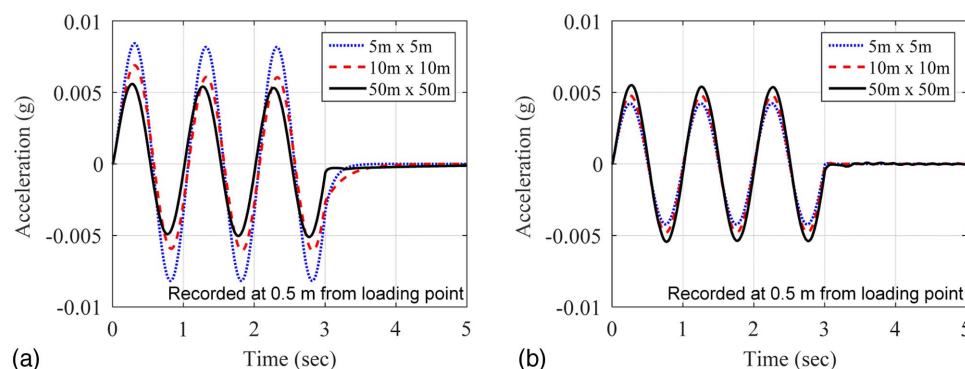 0.01
0.005
0
-0.005
-0.01
Acceleration (g)
5m x 5m
10m x 10m
50m x 50m
Recorded at 0.5 m from loading point
0 1 2 3 4 5
Time (sec)
(a)
0.01
0.005
0
-0.005
-0.01
Acceleration (g)
5m x 5m
10m x 10m
50m x 50m
Recorded at 0.5 m from loading point
0 1 2 3 4 5
Time (sec)
(b)